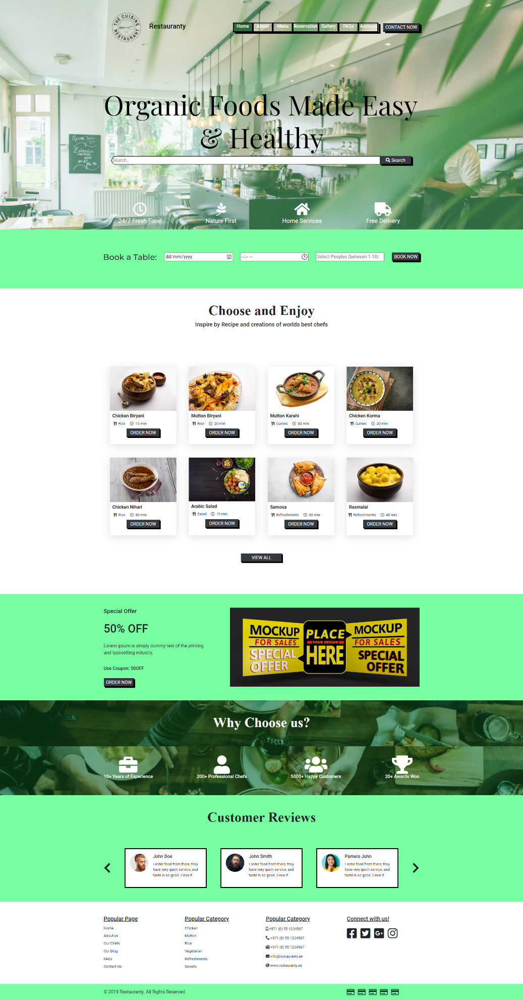 THE CUISINE
RESTAURANT
Restauranty
Home About Menu Reservation Gallery FAQs Account
CONTACT NOW
Organic Foods Made Easy
& Healthy
Search..
Search
24/7 Fresh Food
Nature First
Home Services
Free Delivery
Book a Table:
dd/mm/yyyy
--:-- --
Select Peoples (between 1-10)
BOOK NOW
Choose and Enjoy
Inspire by Recipe and creations of worlds best chefs
Chicken Biryani
Rice 15 min
ORDER NOW
Mutton Biryani
Rice 20 min
ORDER NOW
Mutton Karahi
Curries 30 min
ORDER NOW
Chicken Korma
Curries 20 min
ORDER NOW
Chicken Nihari
Rice 30 min
ORDER NOW
Arabic Salad
Salad 10 min
ORDER NOW
Samosa
Refreshments 30 min
ORDER NOW
Rasmalai
Refreshments 45 min
ORDER NOW
VIEW ALL
Special Offer
50% OFF
Lorem ipsum is simply dummy text of the printing
and typesetting industry.
Use Coupon: 50OFF
ORDER NOW
MOCKUP
FOR SALES
SPECIAL
OFFER
PLACE
YOUR DESIGN
HERE
MOCKUP
FOR SALES
SPECIAL
OFFER
Why Choose us?
10+ Years of Experience
200+ Professional Chefs
5000+ Happy Customers
20+ Awards Won
Customer Reviews
John Doe
I order food from there, they
have very quick service, and
taste is so good. I love it
John Smith
I order food from there, they
have very quick service, and
taste is so good. I love it
Pamela John
I order food from there, they
have very quick service, and
taste is so good. I love it
Popular Page
Home
About us
Our Chefs
Our Blog
FAQs
Contact Us
Popular Category
Chicken
Mutton
Rice
Vegetarian
Refreshments
Sweets
Popular Category
+971 (0) 55 1234567
+971 (0) 55 1234567
+971 (0) 55 1234567
info@restauranty.ae
www.restauranty.ae
Connect with us!
© 2019 Restauranty. All Rights Reserved.